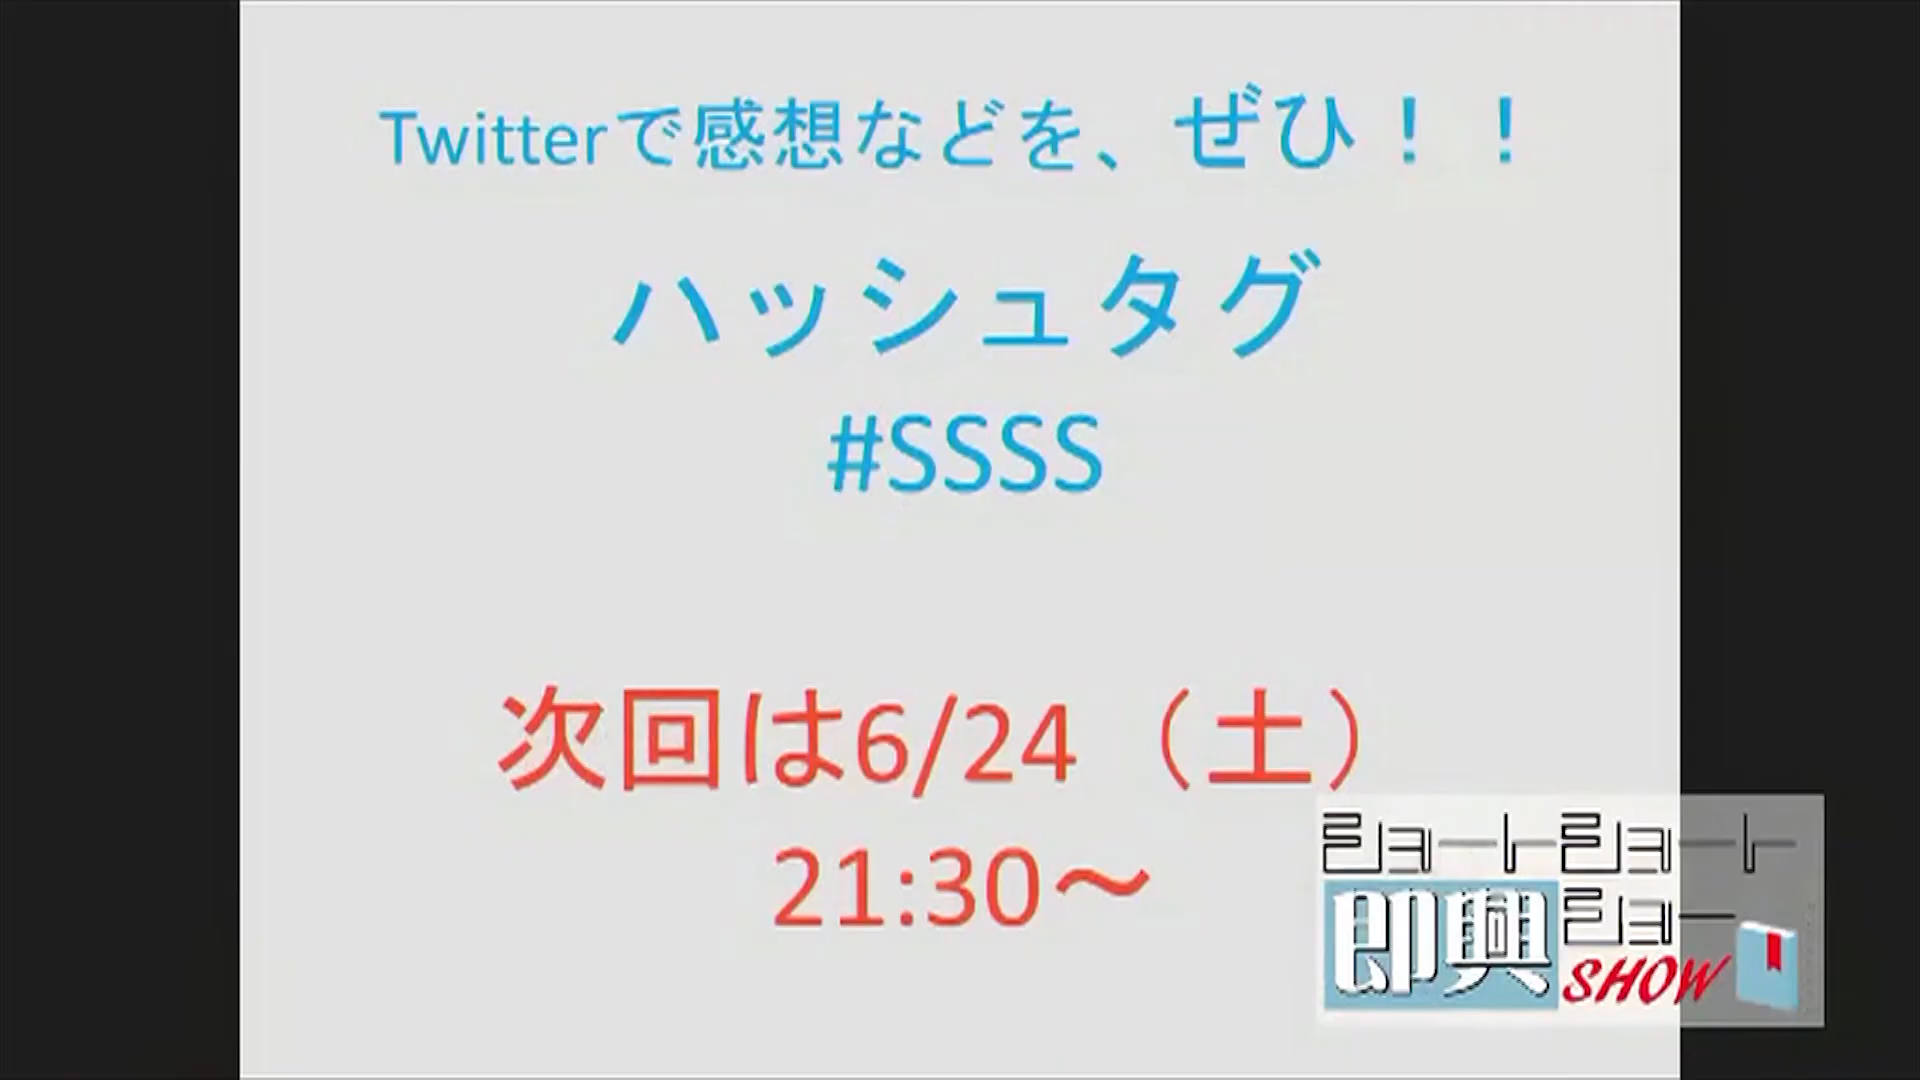 Twitterで感想などを、ぜひ！！
ハッシュタグ
#SSSS
次回は6/24（土）
21:30～
ショートショート
即興ショー
SHOW